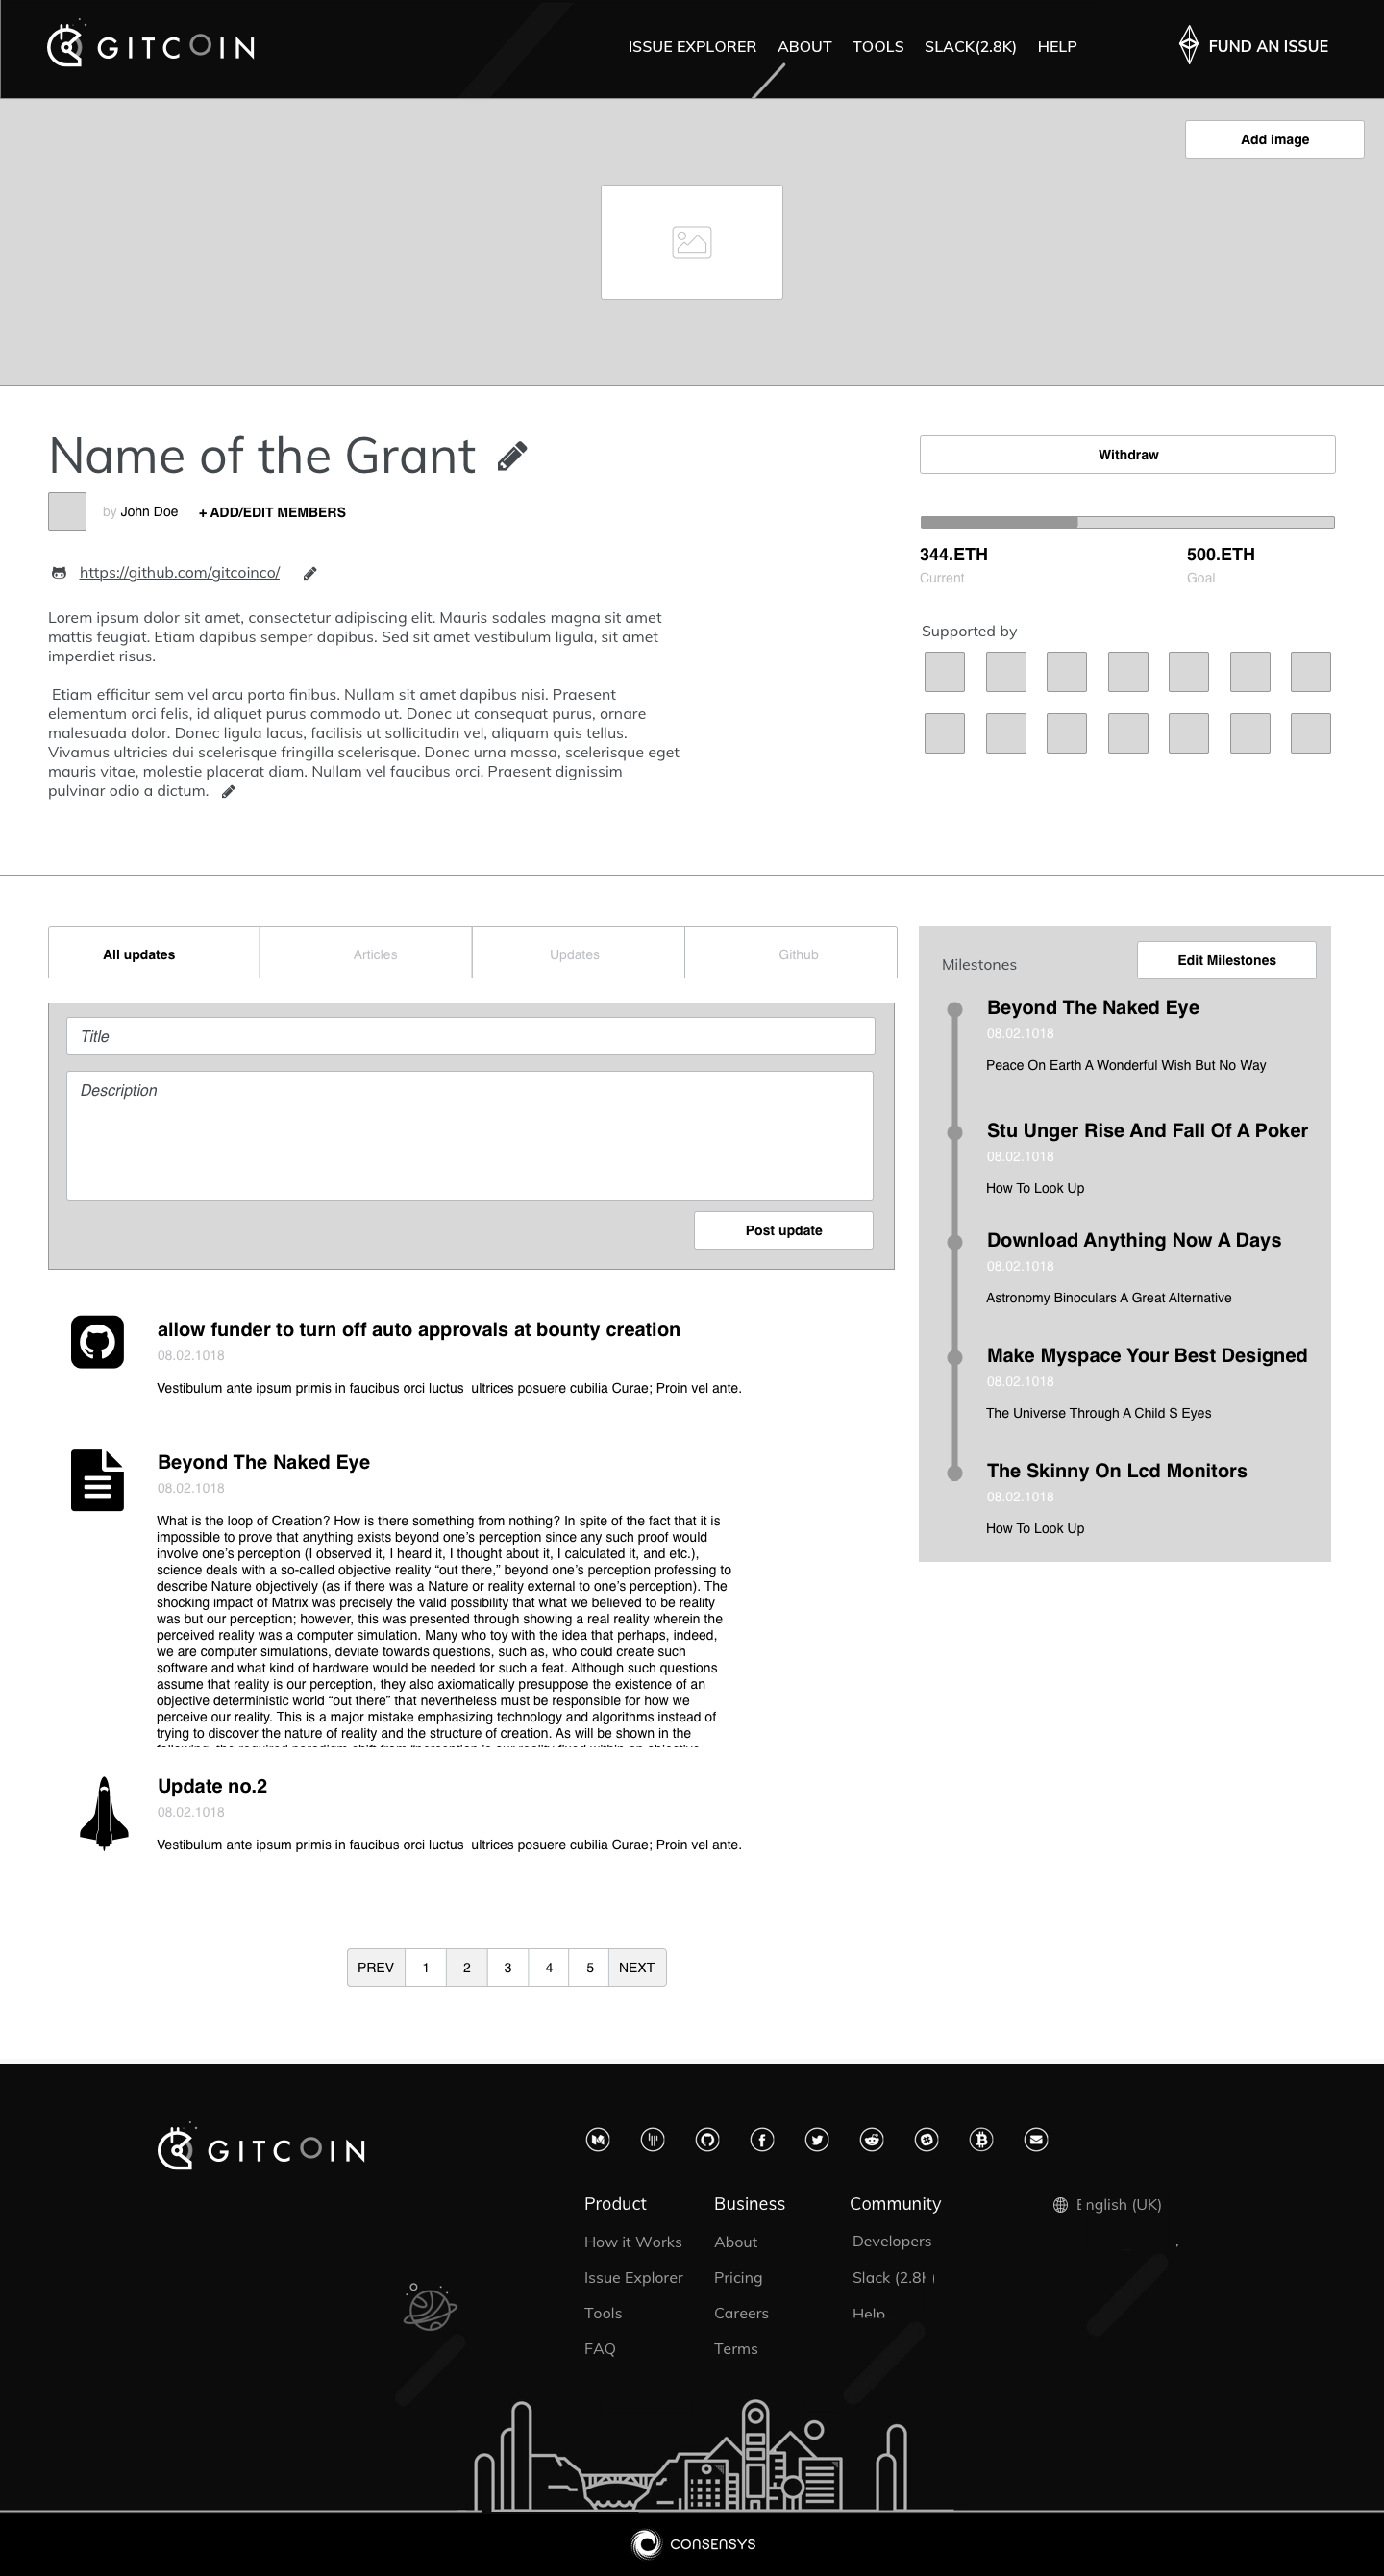 GITCOIN
ISSUE EXPLORER ABOUT TOOLS SLACK(2.8K) HELP
FUND AN ISSUE
Add image
Name of the Grant
by John Doe + ADD/EDIT MEMBERS
https://github.com/gitcoinco/
Lorem ipsum dolor sit amet, consectetur adipiscing elit. Mauris sodales magna sit amet
mattis feugiat. Etiam dapibus semper dapibus. Sed sit amet vestibulum ligula, sit amet
imperdiet risus.
Etiam efficitur sem vel arcu porta finibus. Nullam sit amet dapibus nisi. Praesent
elementum orci felis, id aliquet purus commodo ut. Donec ut consequat purus, ornare
malesuada dolor. Donec ligula lacus, facilisis ut sollicitudin vel, aliquam quis tellus.
Vivamus ultricies dui scelerisque fringilla scelerisque. Donec urna massa, scelerisque eget
mauris vitae, molestie placerat diam. Nullam vel faucibus orci. Praesent dignissim
pulvinar odio a dictum.
Withdraw
344.ETH 500.ETH
Current Goal
Supported by
All updates Articles Updates Github
Title
Description
Post update
allow funder to turn off auto approvals at bounty creation
08.02.1018
Vestibulum ante ipsum primis in faucibus orci luctus ultrices posuere cubilia Curae; Proin vel ante.
Beyond The Naked Eye
08.02.1018
What is the loop of Creation? How is there something from nothing? In spite of the fact that it is
impossible to prove that anything exists beyond one’s perception since any such proof would
involve one’s perception (I observed it, I heard it, I thought about it, I calculated it, and etc.),
science deals with a so-called objective reality “out there,” beyond one’s perception professing to
describe Nature objectively (as if there was a Nature or reality external to one’s perception). The
shocking impact of Matrix was precisely the valid possibility that what we believed to be reality
was but our perception; however, this was presented through showing a real reality wherein the
perceived reality was a computer simulation. Many who toy with the idea that perhaps, indeed,
we are computer simulations, deviate towards questions, such as, who could create such
software and what kind of hardware would be needed for such a feat. Although such questions
assume that reality is our perception, they also axiomatically presuppose the existence of an
objective deterministic world “out there” that nevertheless must be responsible for how we
perceive our reality. This is a major mistake emphasizing technology and algorithms instead of
trying to discover the nature of reality and the structure of creation. As will be shown in the
Update no.2
08.02.1018
Vestibulum ante ipsum primis in faucibus orci luctus ultrices posuere cubilia Curae; Proin vel ante.
PREV 1 2 3 4 5 NEXT
Milestones
Edit Milestones
Beyond The Naked Eye
08.02.1018
Peace On Earth A Wonderful Wish But No Way
Stu Unger Rise And Fall Of A Poker
08.02.1018
How To Look Up
Download Anything Now A Days
08.02.1018
Astronomy Binoculars A Great Alternative
Make Myspace Your Best Designed
08.02.1018
The Universe Through A Child S Eyes
The Skinny On Lcd Monitors
08.02.1018
How To Look Up
GITCOIN
Product
How it Works
Issue Explorer
Tools
FAQ
Business
About
Pricing
Careers
Terms
Community
Developers
Slack
Help
English (UK)
CONSENSYS